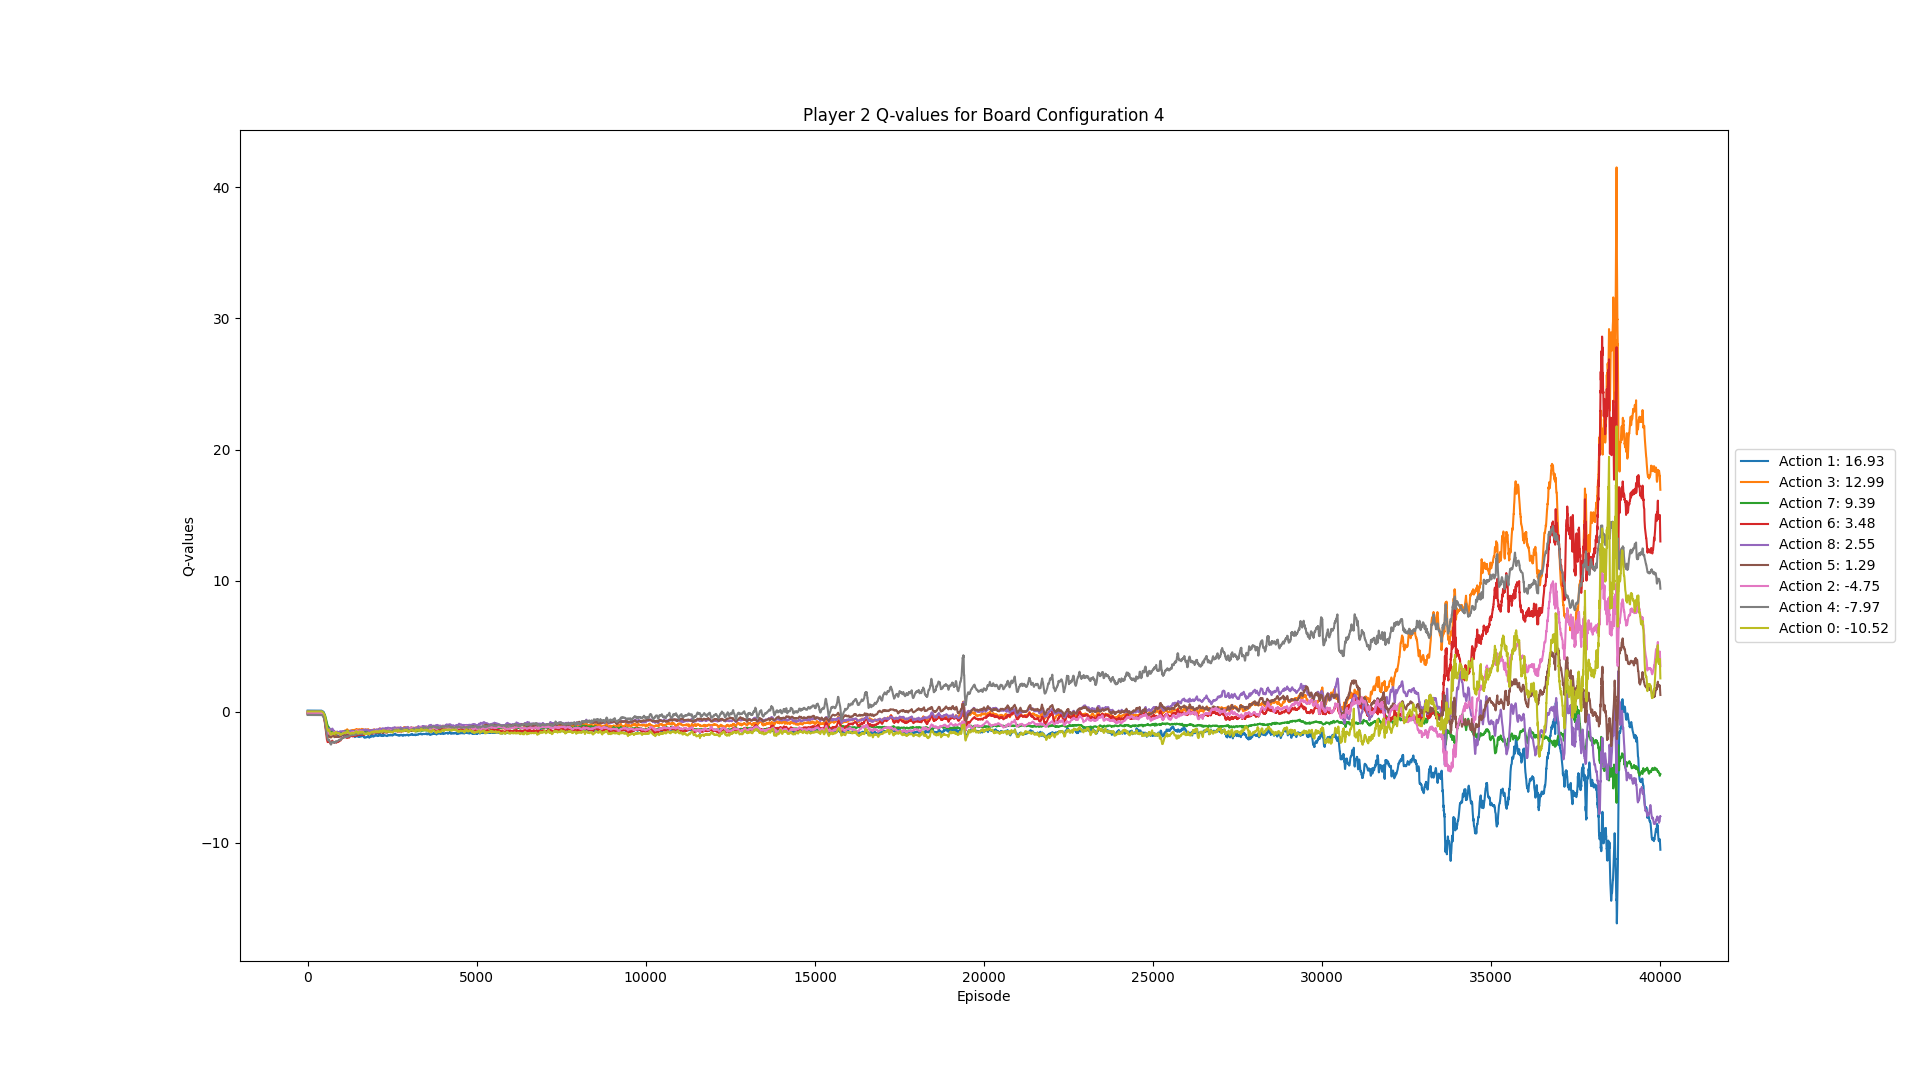 Player 2 Q-values for Board Configuration 4
40
30
20
10
0
−10
Q-values
0 5000 10000 15000 20000 25000 30000 35000 40000
Episode
Action 1: 16.93
Action 3: 12.99
Action 7: 9.39
Action 6: 3.48
Action 8: 2.55
Action 5: 1.29
Action 2: -4.75
Action 4: -7.97
Action 0: -10.52